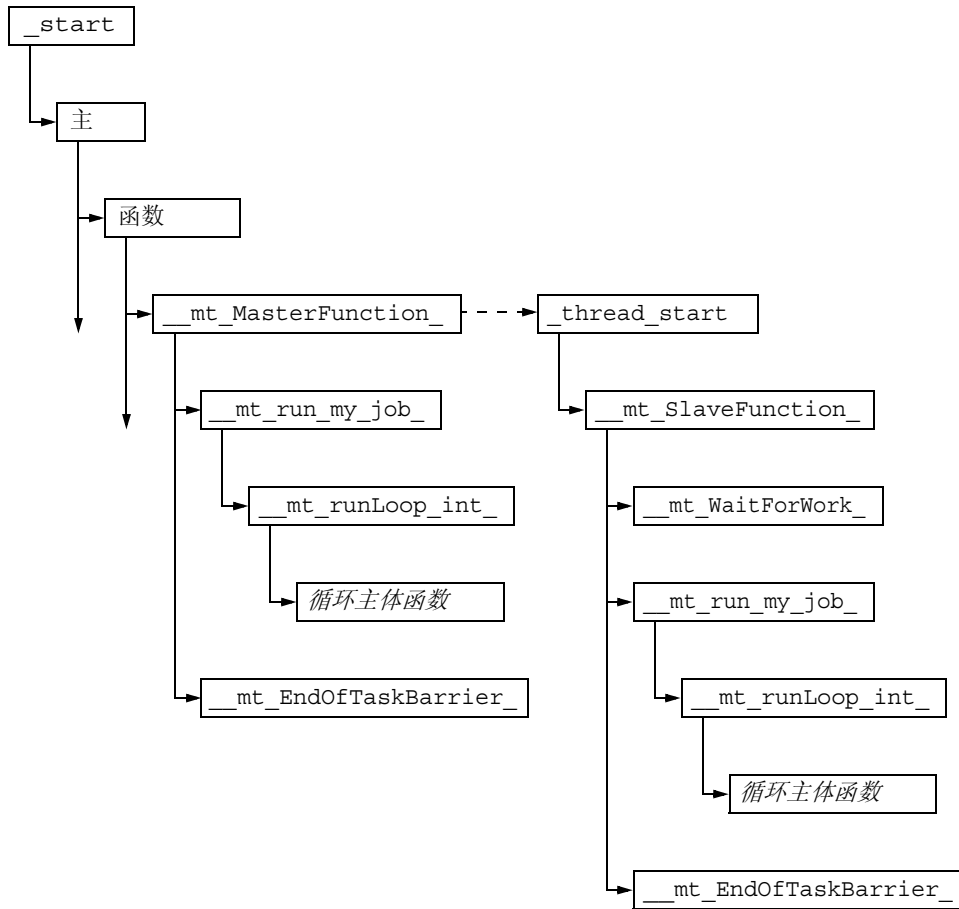 _start
主
函数
__mt_MasterFunction_
_thread_start
__mt_run_my_job_
__mt_SlaveFunction_
__mt_runLoop_int_
__mt_WaitForWork_
循环主体函数
__mt_run_my_job_
__mt_EndOfTaskBarrier_
__mt_runLoop_int_
循环主体函数
__mt_EndOfTaskBarrier_